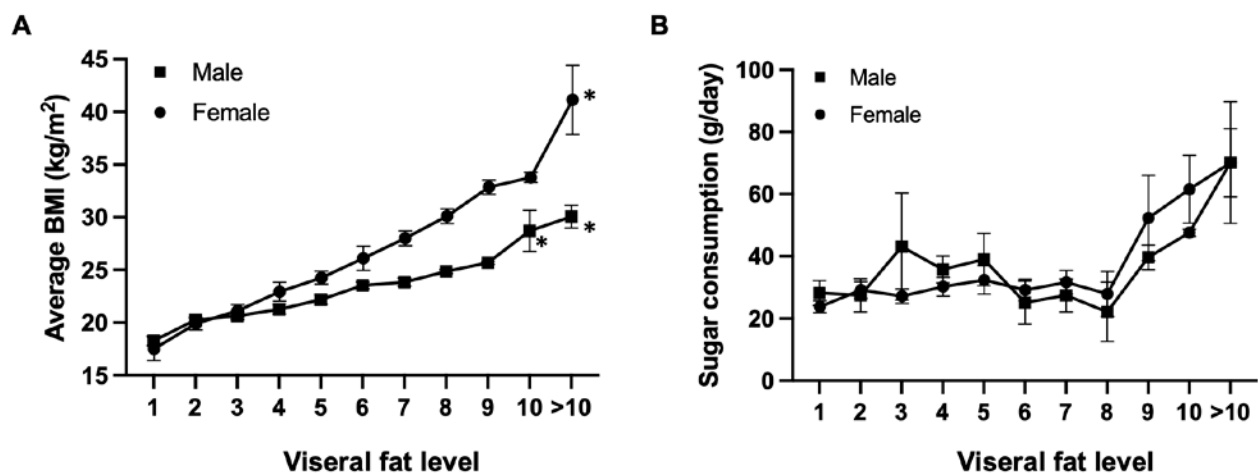 A
Average BMI (kg/m²)
45
40
35
30
25
20
15
Male
Female
*
*
*
1 2 3 4 5 6 7 8 9 10 >10
Viseral fat level
B
Sugar consumption (g/day)
100
80
60
40
20
0
Male
Female
1 2 3 4 5 6 7 8 9 10 >10
Viseral fat level